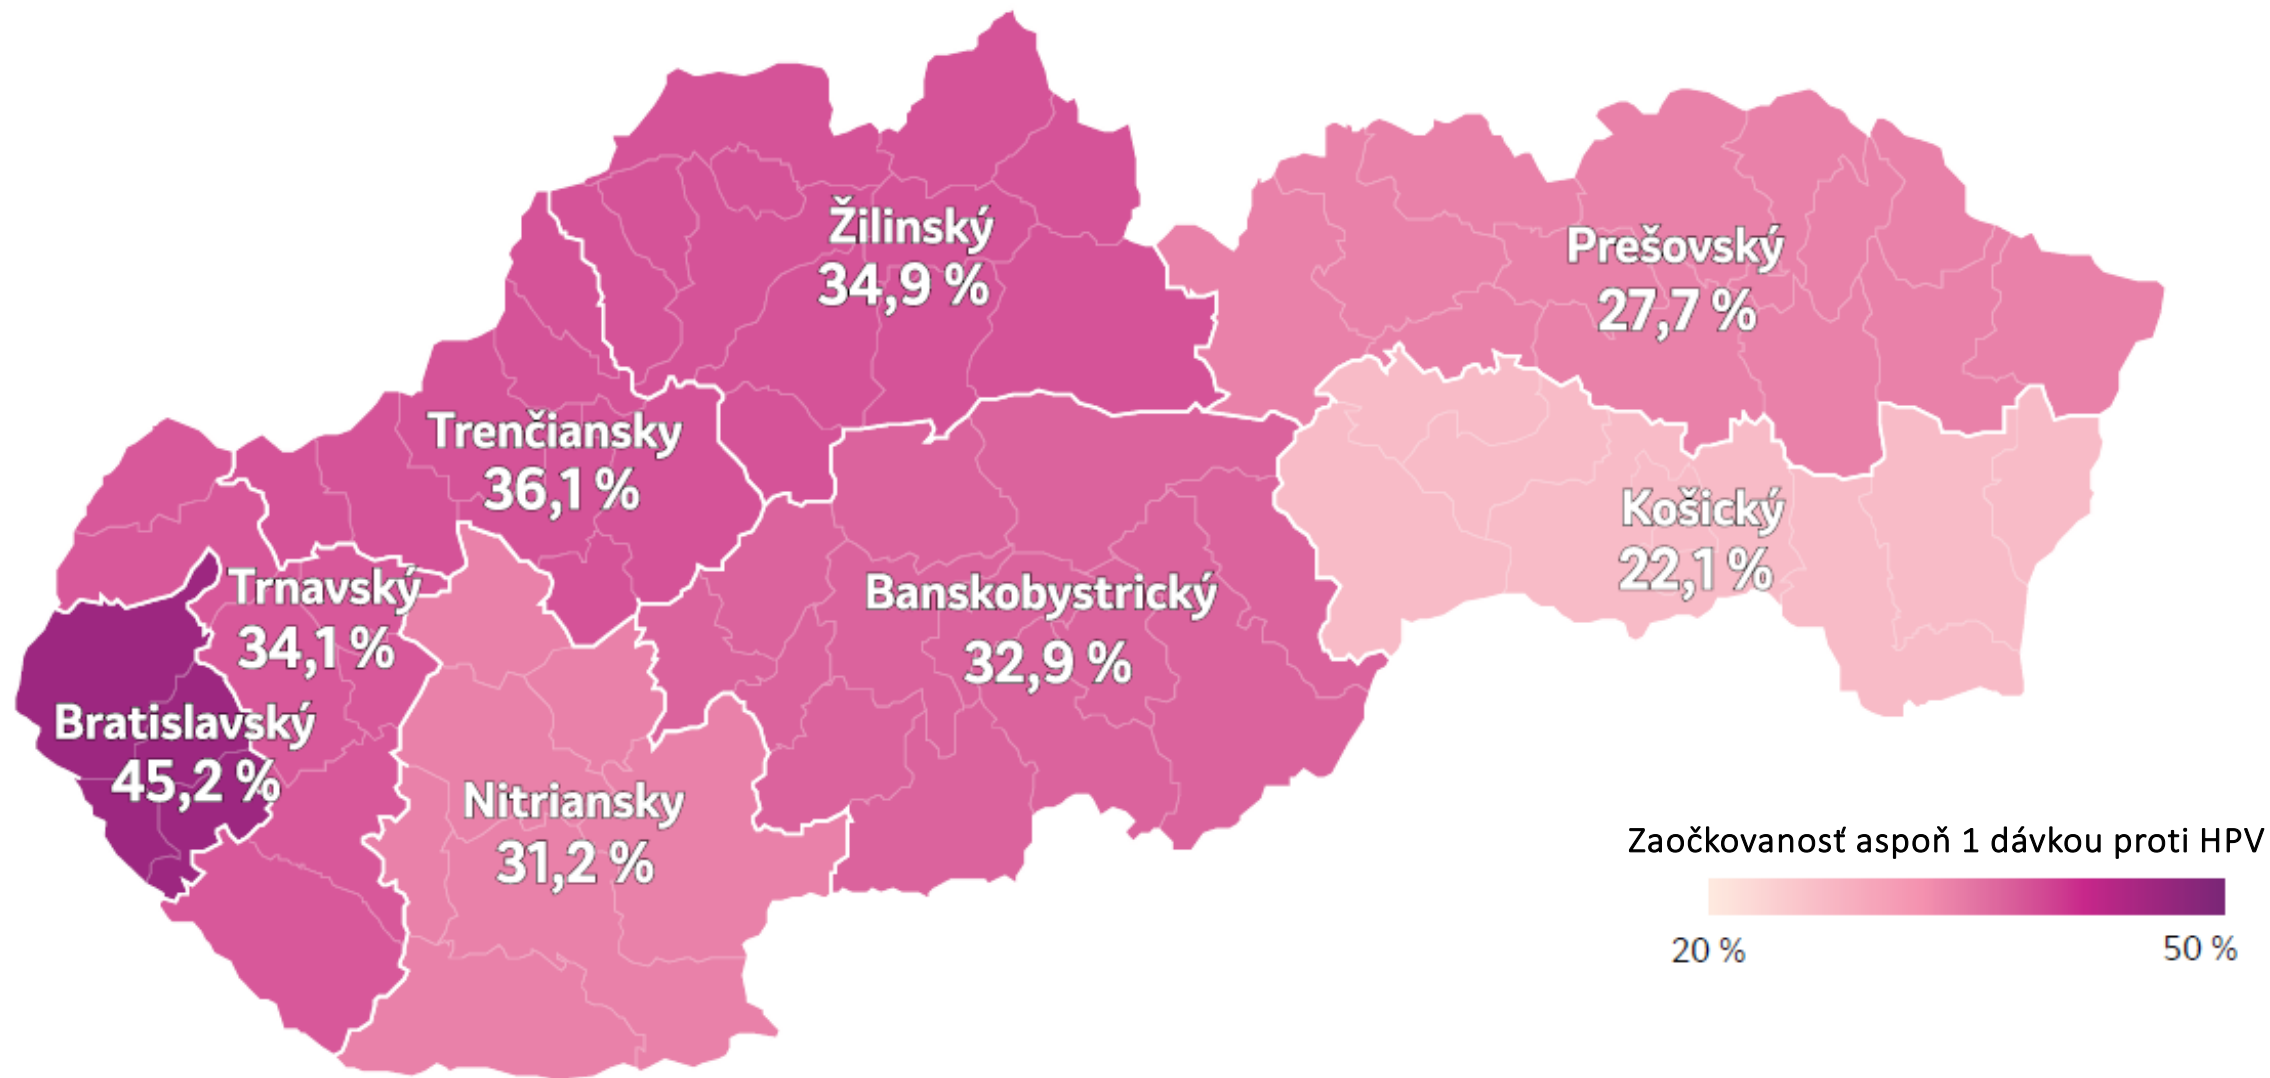 Žilinský
34,9 %
Prešovský
27,7 %
Trenčiansky
36,1 %
Košický
22,1 %
Trnavský
34,1 %
Banskobystrický
32,9 %
Bratislavský
45,2 %
Nitriansky
31,2 %
Zaočkovanosť aspoň 1 dávkou proti HPV
20 %
50 %